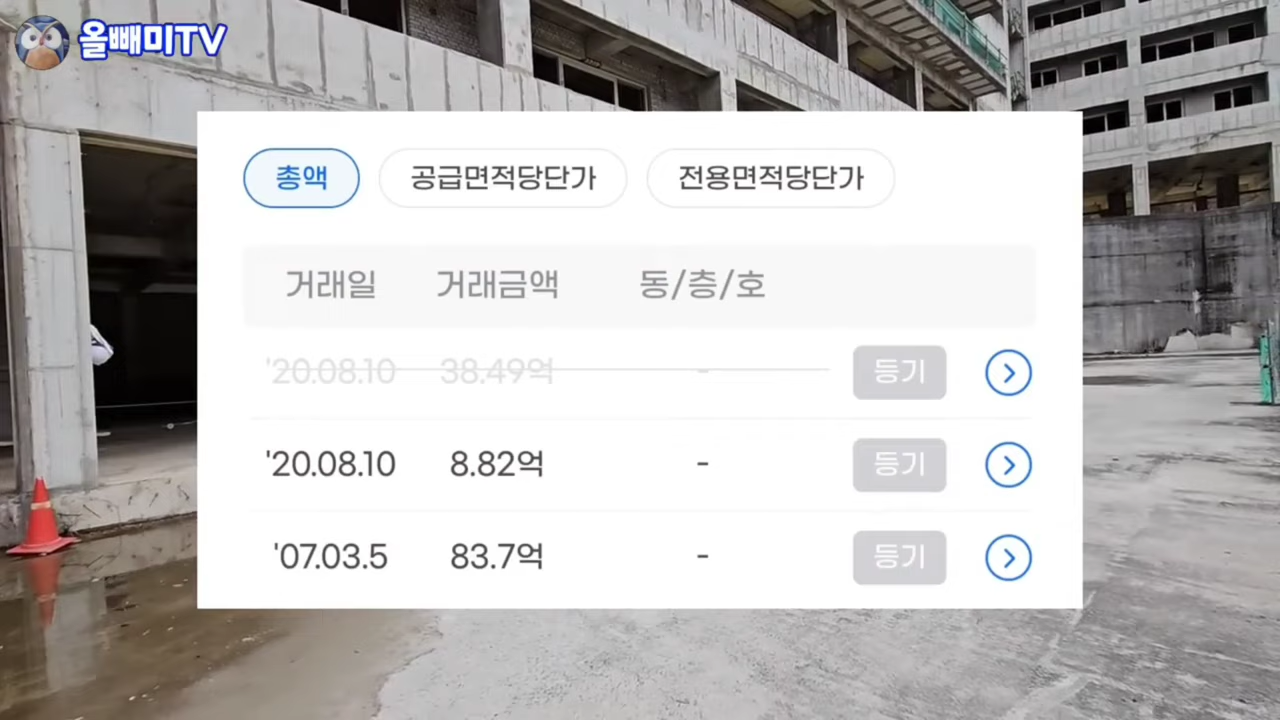 올빼미TV
총액 공급면적당단가 전용면적당단가
거래일 거래금액 동/층/호
'20.08.10 38.49억 - 등기
'20.08.10 8.82억 - 등기
'07.03.5 83.7억 - 등기